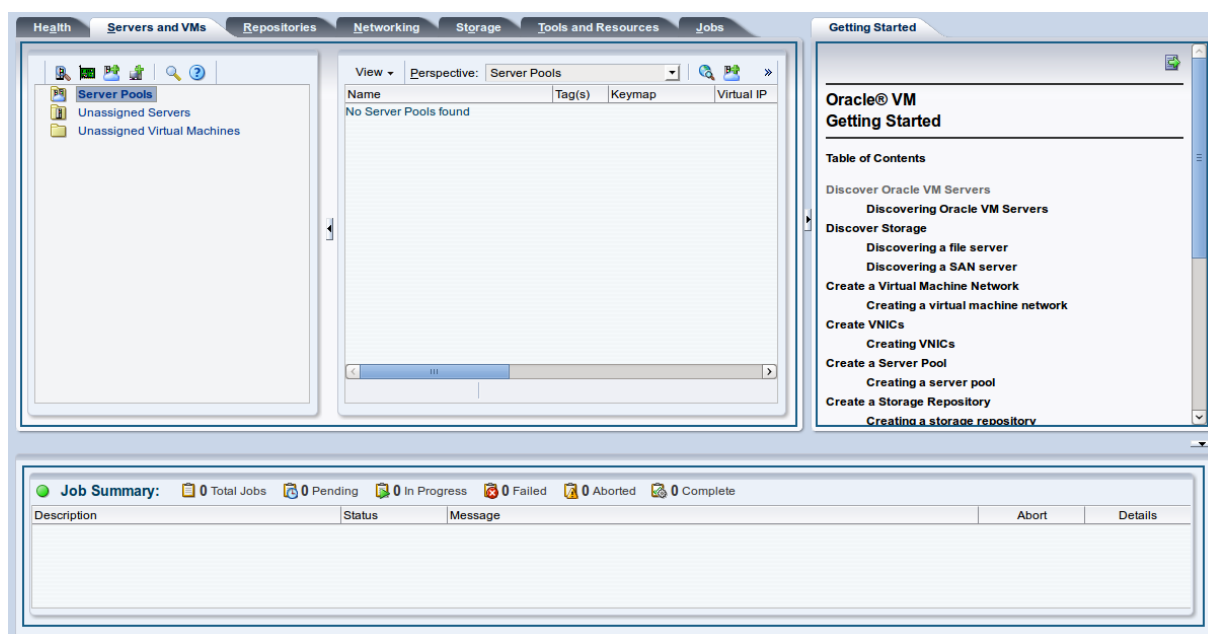 Health Servers and VMs Repositories Networking Storage Tools and Resources Jobs
View Perspective: Server Pools »
Server Pools
Unassigned Servers
Unassigned Virtual Machines
Name Tag(s) Keymap Virtual IP
No Server Pools found
Getting Started
Oracle® VM
Getting Started
Table of Contents
Discover Oracle VM Servers
Discovering Oracle VM Servers
Discover Storage
Discovering a file server
Discovering a SAN server
Create a Virtual Machine Network
Creating a virtual machine network
Create VNICs
Creating VNICs
Create a Server Pool
Creating a server pool
Create a Storage Repository
Creating a storage repository
Job Summary: 0 Total Jobs 0 Pending 0 In Progress 0 Failed 0 Aborted 0 Complete
Description Status Message Abort Details